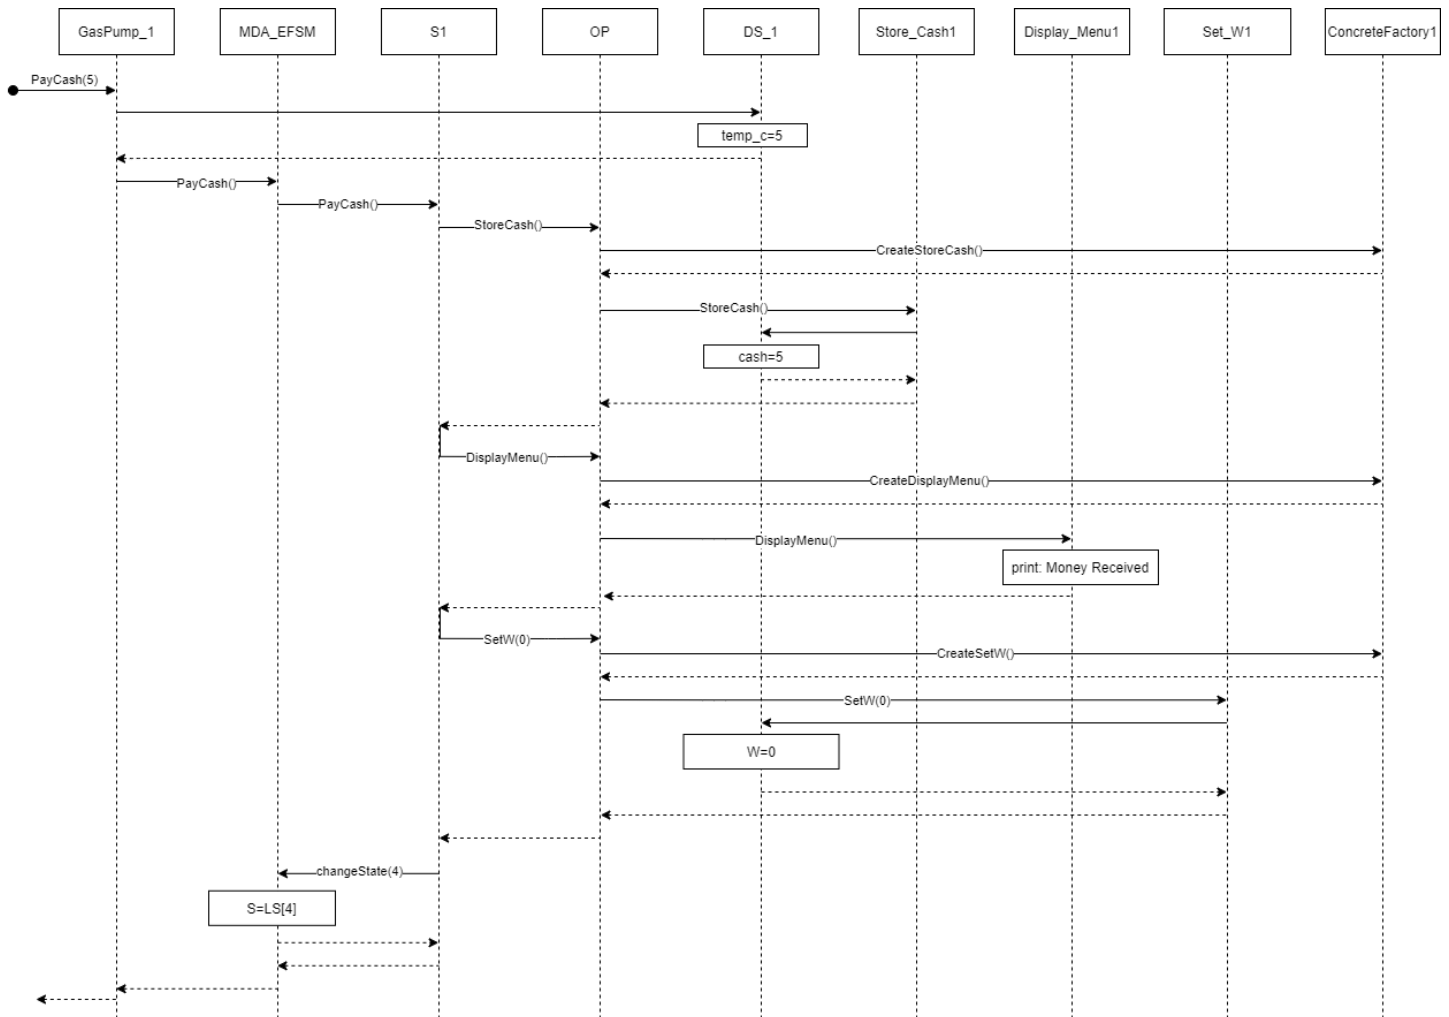 GasPump_1
MDA_EFSM
S1
OP
DS_1
Store_Cash1
Display_Menu1
Set_W1
ConcreteFactory1
PayCash(5)
temp_c=5
PayCash()
PayCash()
StoreCash()
CreateStoreCash()
StoreCash()
cash=5
DisplayMenu()
CreateDisplayMenu()
DisplayMenu()
print: Money Received
SetW(0)
CreateSetW()
SetW(0)
W=0
changeState(4)
S=LS[4]